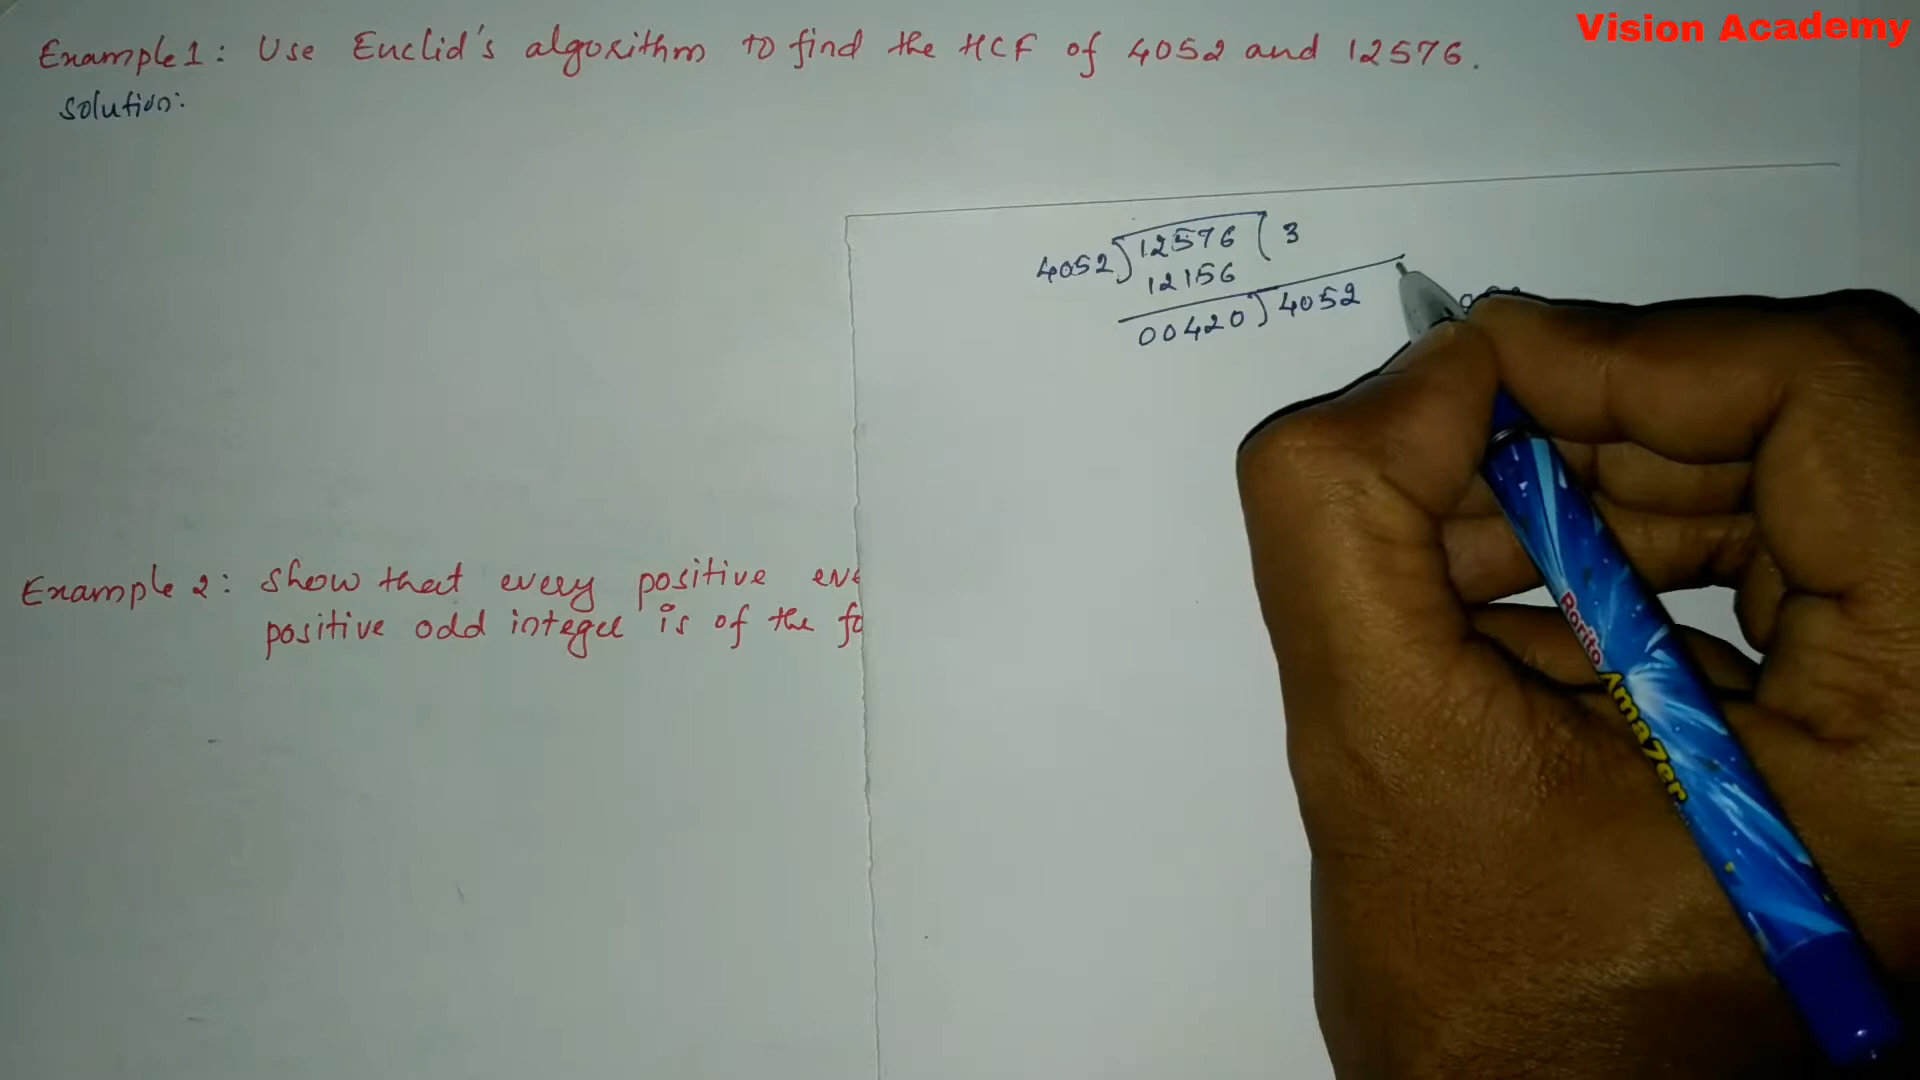 Vision Academy
Example 1: Use Euclid's algorithm to find the HCF of 4052 and 12576.
Solution:
4052 ) 12576 ( 3
12156
00420 ) 4052
Example 2: Show that every positive eve
positive odd integer is of the fo
Rorito Amazer